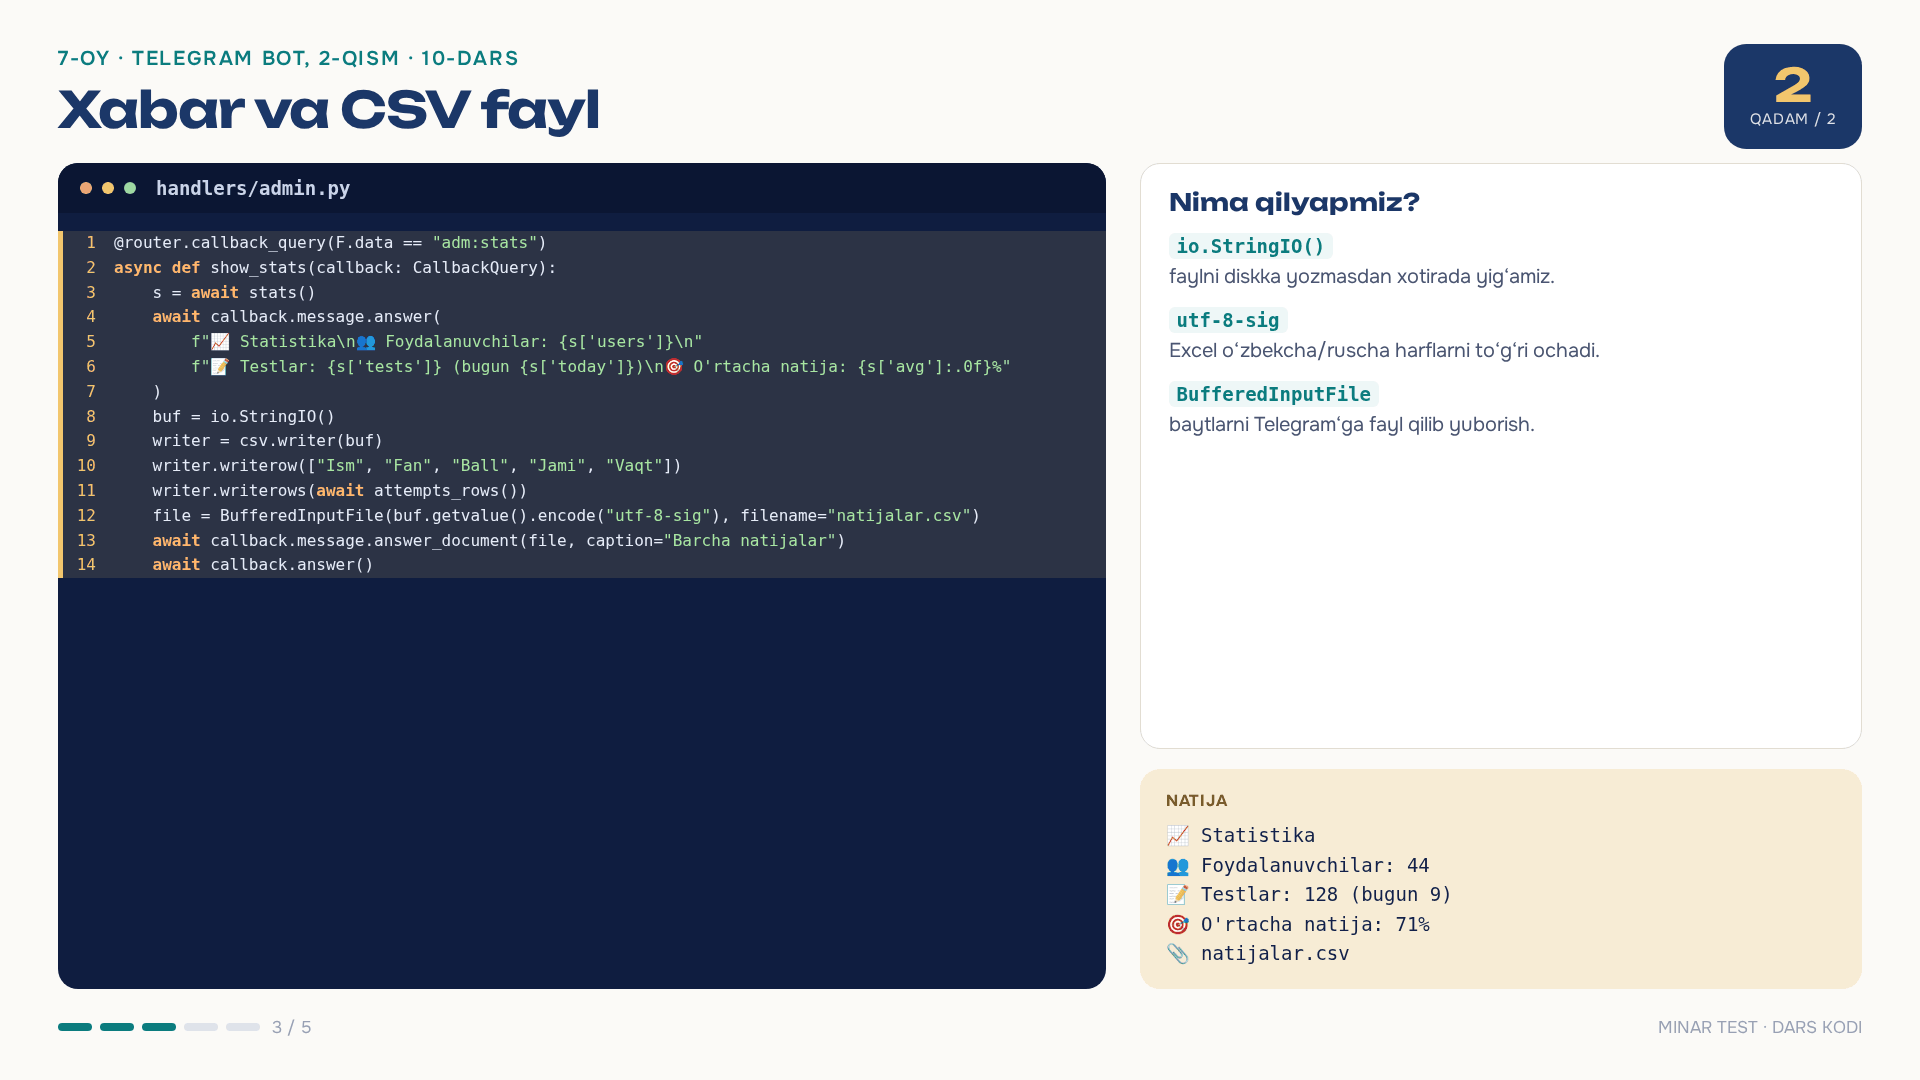 7-OY · TELEGRAM BOT, 2-QISM · 10-DARS
Xabar va CSV fayl
2
QADAM / 2
handlers/admin.py
1 @router.callback_query(F.data == "adm:stats")
2 async def show_stats(callback: CallbackQuery):
3     s = await stats()
4     await callback.message.answer(
5         f"📈 Statistika\n👥 Foydalanuvchilar: {s['users']}\n"
6         f"📝 Testlar: {s['tests']} (bugun {s['today']})\n🎯 O'rtacha natija: {s['avg']:.0f}%"
7     )
8     buf = io.StringIO()
9     writer = csv.writer(buf)
10     writer.writerow(["Ism", "Fan", "Ball", "Jami", "Vaqt"])
11     writer.writerows(await attempts_rows())
12     file = BufferedInputFile(buf.getvalue().encode("utf-8-sig"), filename="natijalar.csv")
13     await callback.message.answer_document(file, caption="Barcha natijalar")
14     await callback.answer()
Nima qilyapmiz?
io.StringIO()
faylni diskka yozmasdan xotirada yigʻamiz.
utf-8-sig
Excel oʻzbekcha/ruscha harflarni toʻgʻri ochadi.
BufferedInputFile
baytlarni Telegramʻga fayl qilib yuborish.
NATIJA
📈 Statistika
👥 Foydalanuvchilar: 44
📝 Testlar: 128 (bugun 9)
🎯 O'rtacha natija: 71%
📎 natijalar.csv
3 / 5
MINAR TEST · DARS KODI